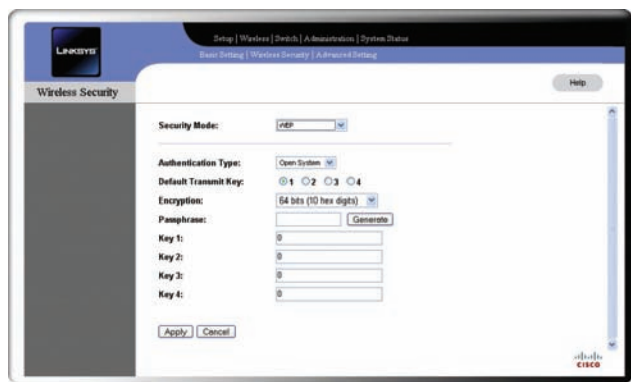 Setup | Wireless | Switch | Administration | System Status
LINKSYS®
Basic Setting | Wireless Security | Advanced Setting
Wireless Security
Help
Security Mode: WEP
Authentication Type: Open System
Default Transmit Key: 1 2 3 4
Encryption: 64 bits (10 hex digits)
Passphrase: Generate
Key 1: 0
Key 2: 0
Key 3: 0
Key 4: 0
Apply Cancel
CISCO